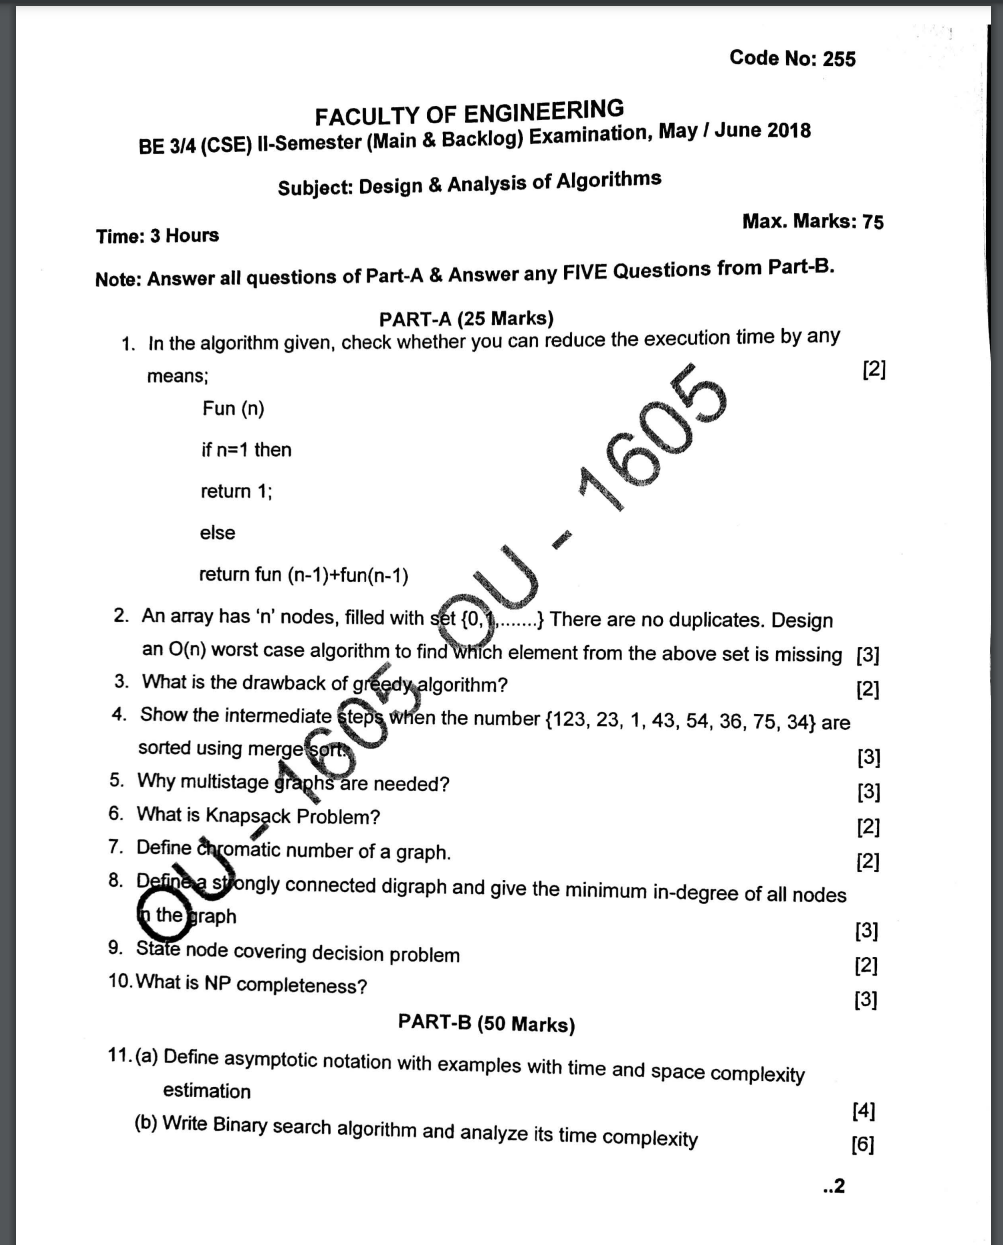 Code No: 255
FACULTY OF ENGINEERING
BE 3/4 (CSE) II-Semester (Main & Backlog) Examination, May / June 2018
Subject: Design & Analysis of Algorithms
Max. Marks: 75
Time: 3 Hours
Note: Answer all questions of Part-A & Answer any FIVE Questions from Part-B.
PART-A (25 Marks)
1. In the algorithm given, check whether you can reduce the execution time by any
means; [2]
Fun (n)
if n=1 then
return 1;
else
return fun (n-1)+fun(n-1)
2. An array has ‘n’ nodes, filled with set {0,1,.......} There are no duplicates. Design
an O(n) worst case algorithm to find which element from the above set is missing [3]
3. What is the drawback of greedy algorithm? [2]
4. Show the intermediate steps when the number {123, 23, 1, 43, 54, 36, 75, 34} are
sorted using merge sort. [3]
5. Why multistage graphs are needed? [3]
6. What is Knapsack Problem? [2]
7. Define chromatic number of a graph. [2]
8. Define a strongly connected digraph and give the minimum in-degree of all nodes
the graph [3]
9. State node covering decision problem [2]
10. What is NP completeness? [3]
PART-B (50 Marks)
11. (a) Define asymptotic notation with examples with time and space complexity
estimation [4]
(b) Write Binary search algorithm and analyze its time complexity [6]
..2
OU - 1605 OU - 1605